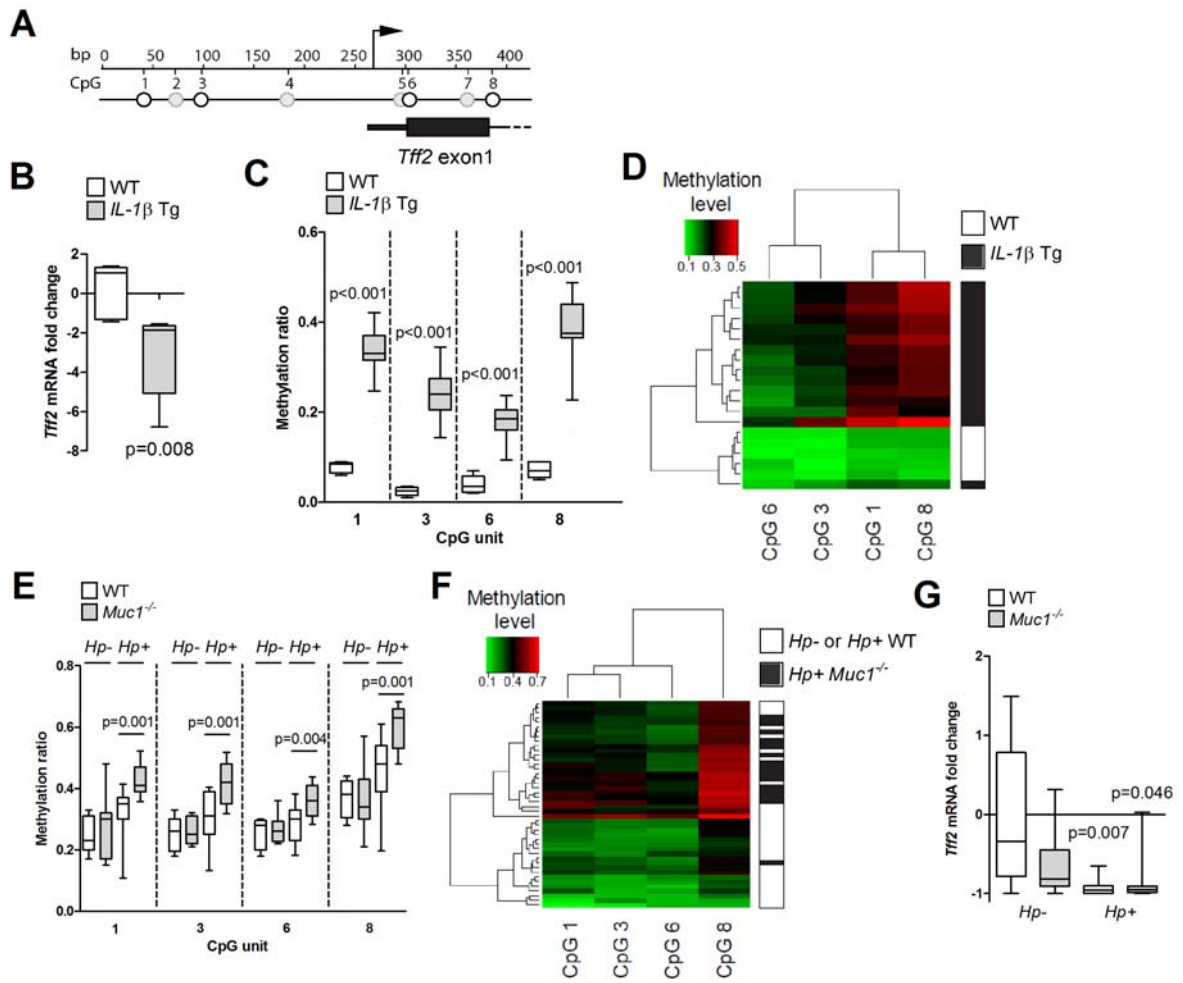 A
bp 0 50 100 150 200 250 300 350 400
CpG 1 2 3 4 5 6 7 8
Tff2 exon1
B
WT
IL-1β Tg
Tff2 mRNA fold change
2
0
-2
-4
-6
-8
p=0.008
C
WT
IL-1β Tg
Methylation ratio
0.6
0.4
0.2
0.0
p<0.001
p<0.001
p<0.001
p<0.001
1 3 6 8
CpG unit
D
Methylation
level
0.1 0.3 0.5
WT
IL-1β Tg
CpG 6
CpG 3
CpG 1
CpG 8
E
WT
Muc1-/-
Hp- Hp+ Hp- Hp+ Hp- Hp+ Hp- Hp+
Methylation ratio
0.8
0.6
0.4
0.2
0.0
p=0.001
p=0.001
p=0.004
p=0.001
1 3 6 8
CpG unit
F
Methylation
level
0.1 0.4 0.7
Hp- or Hp+ WT
Hp+ Muc1-/-
CpG 1
CpG 3
CpG 6
CpG 8
G
WT
Muc1-/-
Tff2 mRNA fold change
2
1
0
-1
p=0.007
p=0.046
Hp- Hp+